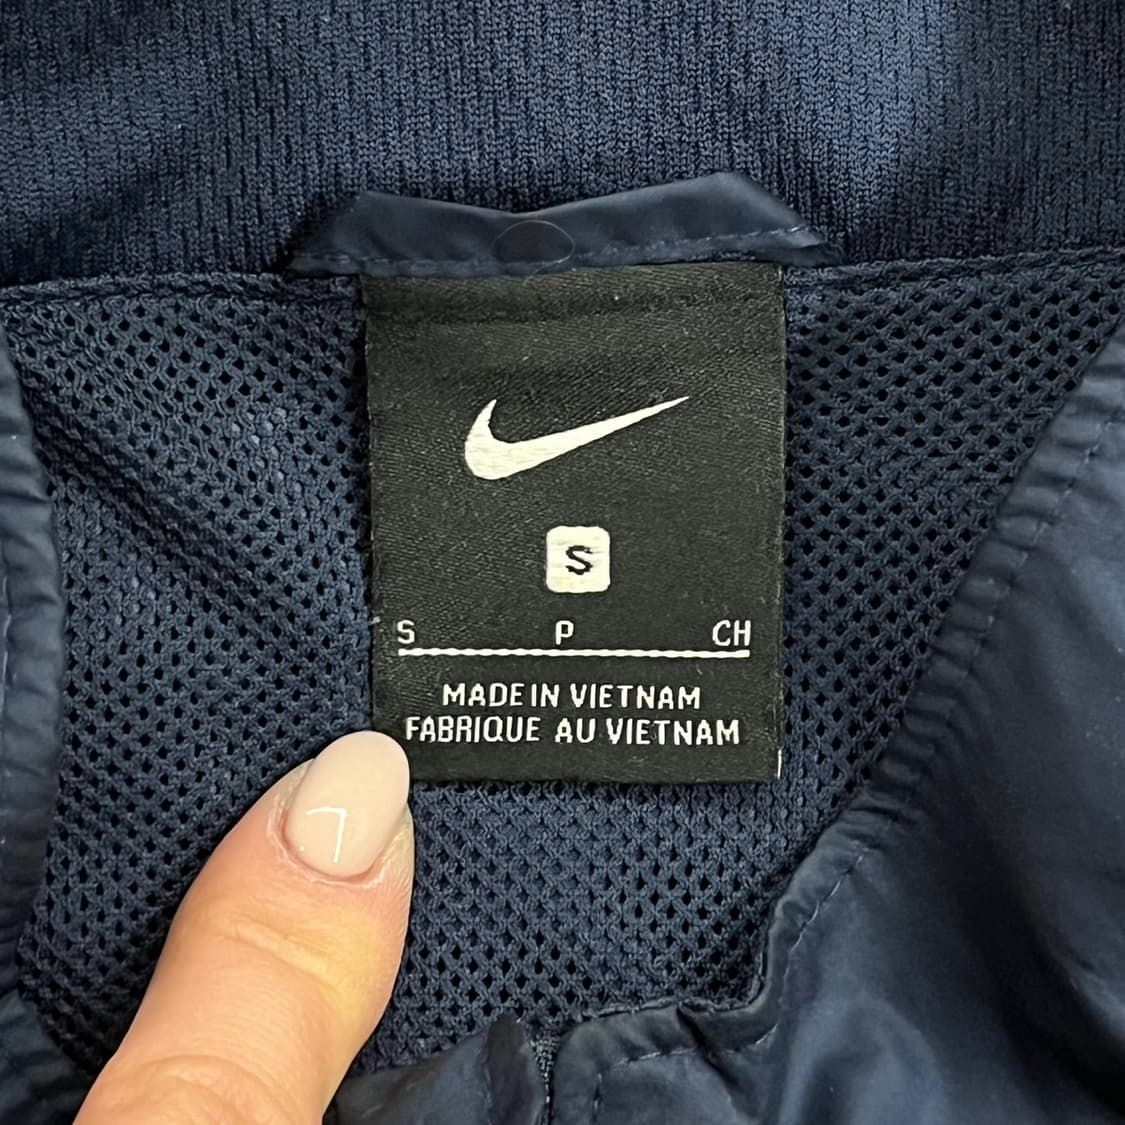 S
S P CH
MADE IN VIETNAM
FABRIQUE AU VIETNAM